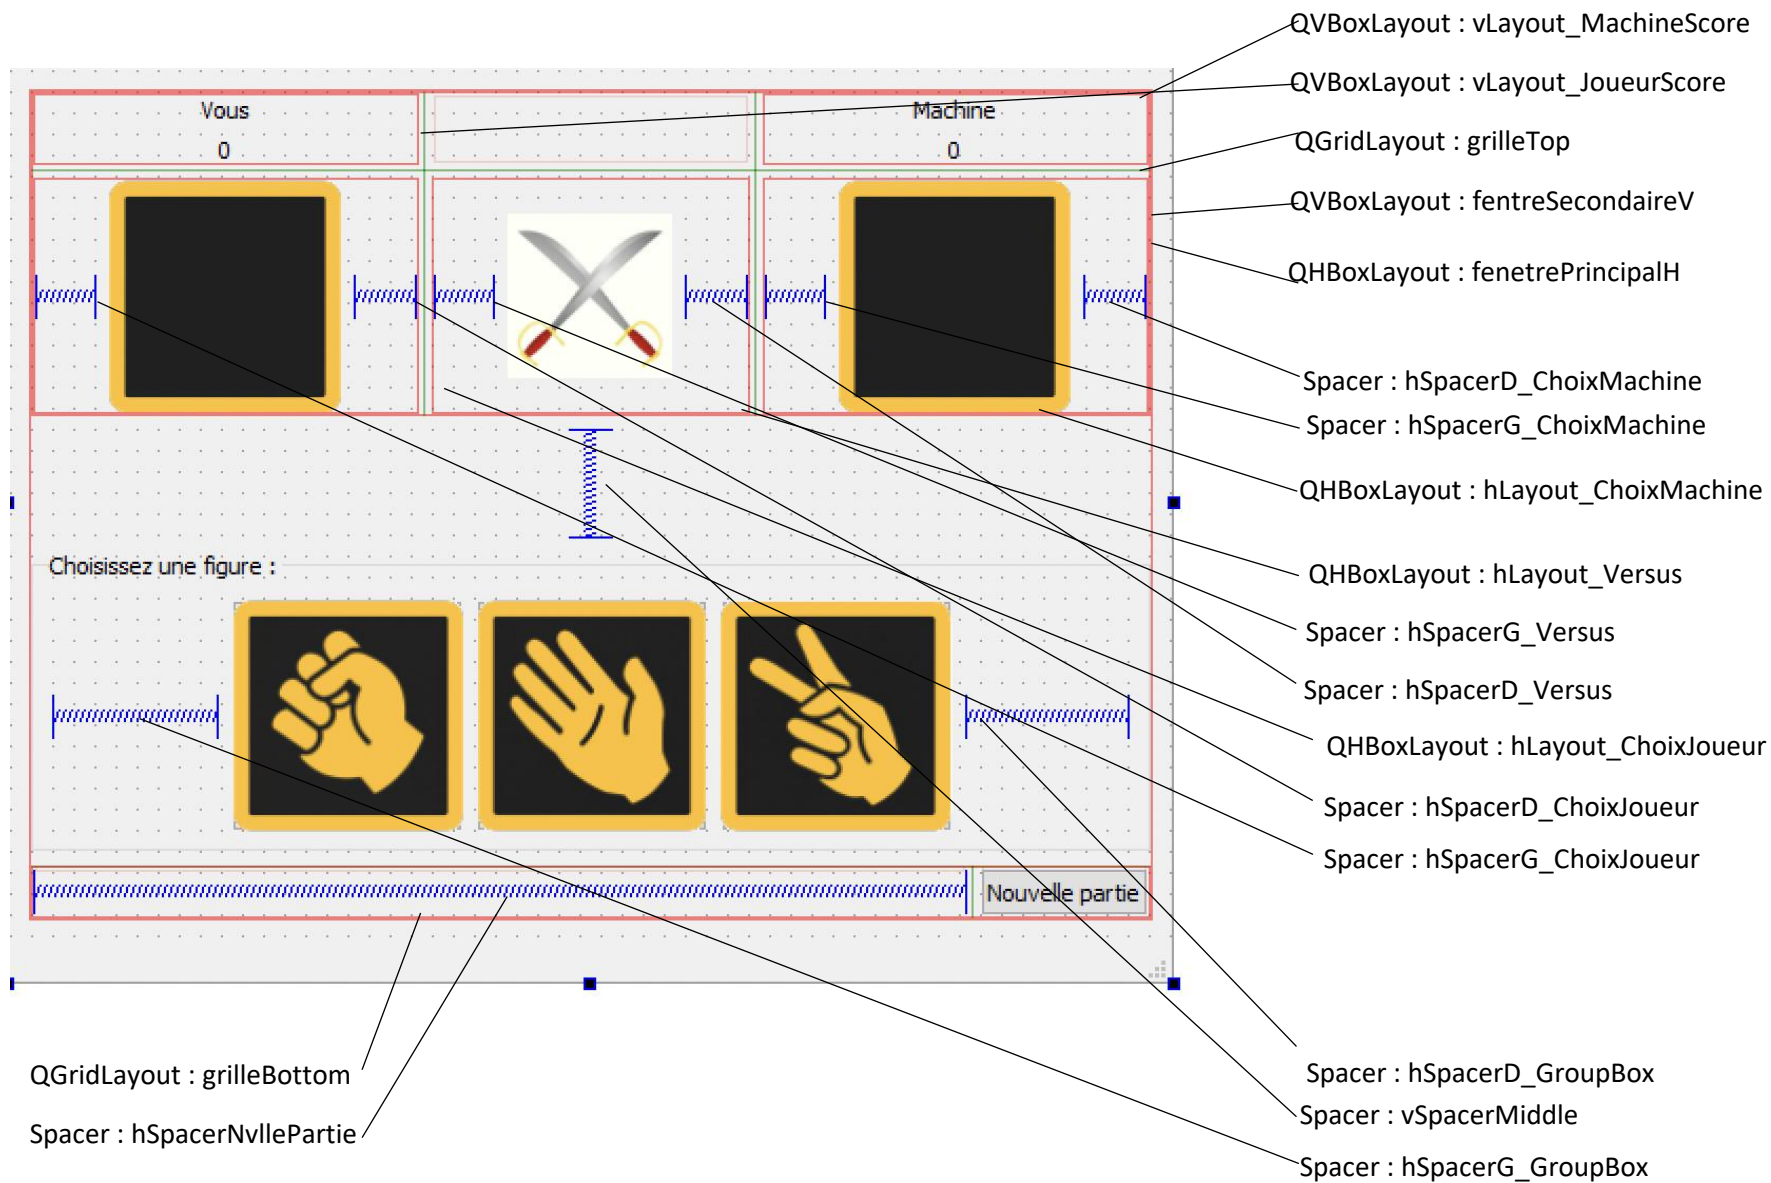 QVBoxLayout : vLayout_MachineScore
QVBoxLayout : vLayout_JoueurScore
Vous
Machine
0
0
QGridLayout : grilleTop
QVBoxLayout : fentreSecondaireV
QHBoxLayout : fenetrePrincipalH
Spacer : hSpacerD_ChoixMachine
Spacer : hSpacerG_ChoixMachine
QHBoxLayout : hLayout_ChoixMachine
Choisissez une figure :
QHBoxLayout : hLayout_Versus
Spacer : hSpacerG_Versus
Spacer : hSpacerD_Versus
QHBoxLayout : hLayout_ChoixJoueur
Spacer : hSpacerD_ChoixJoueur
Spacer : hSpacerG_ChoixJoueur
Nouvelle partie
QGridLayout : grilleBottom
Spacer : hSpacerNvllePartie
Spacer : hSpacerD_GroupBox
Spacer : vSpacerMiddle
Spacer : hSpacerG_GroupBox